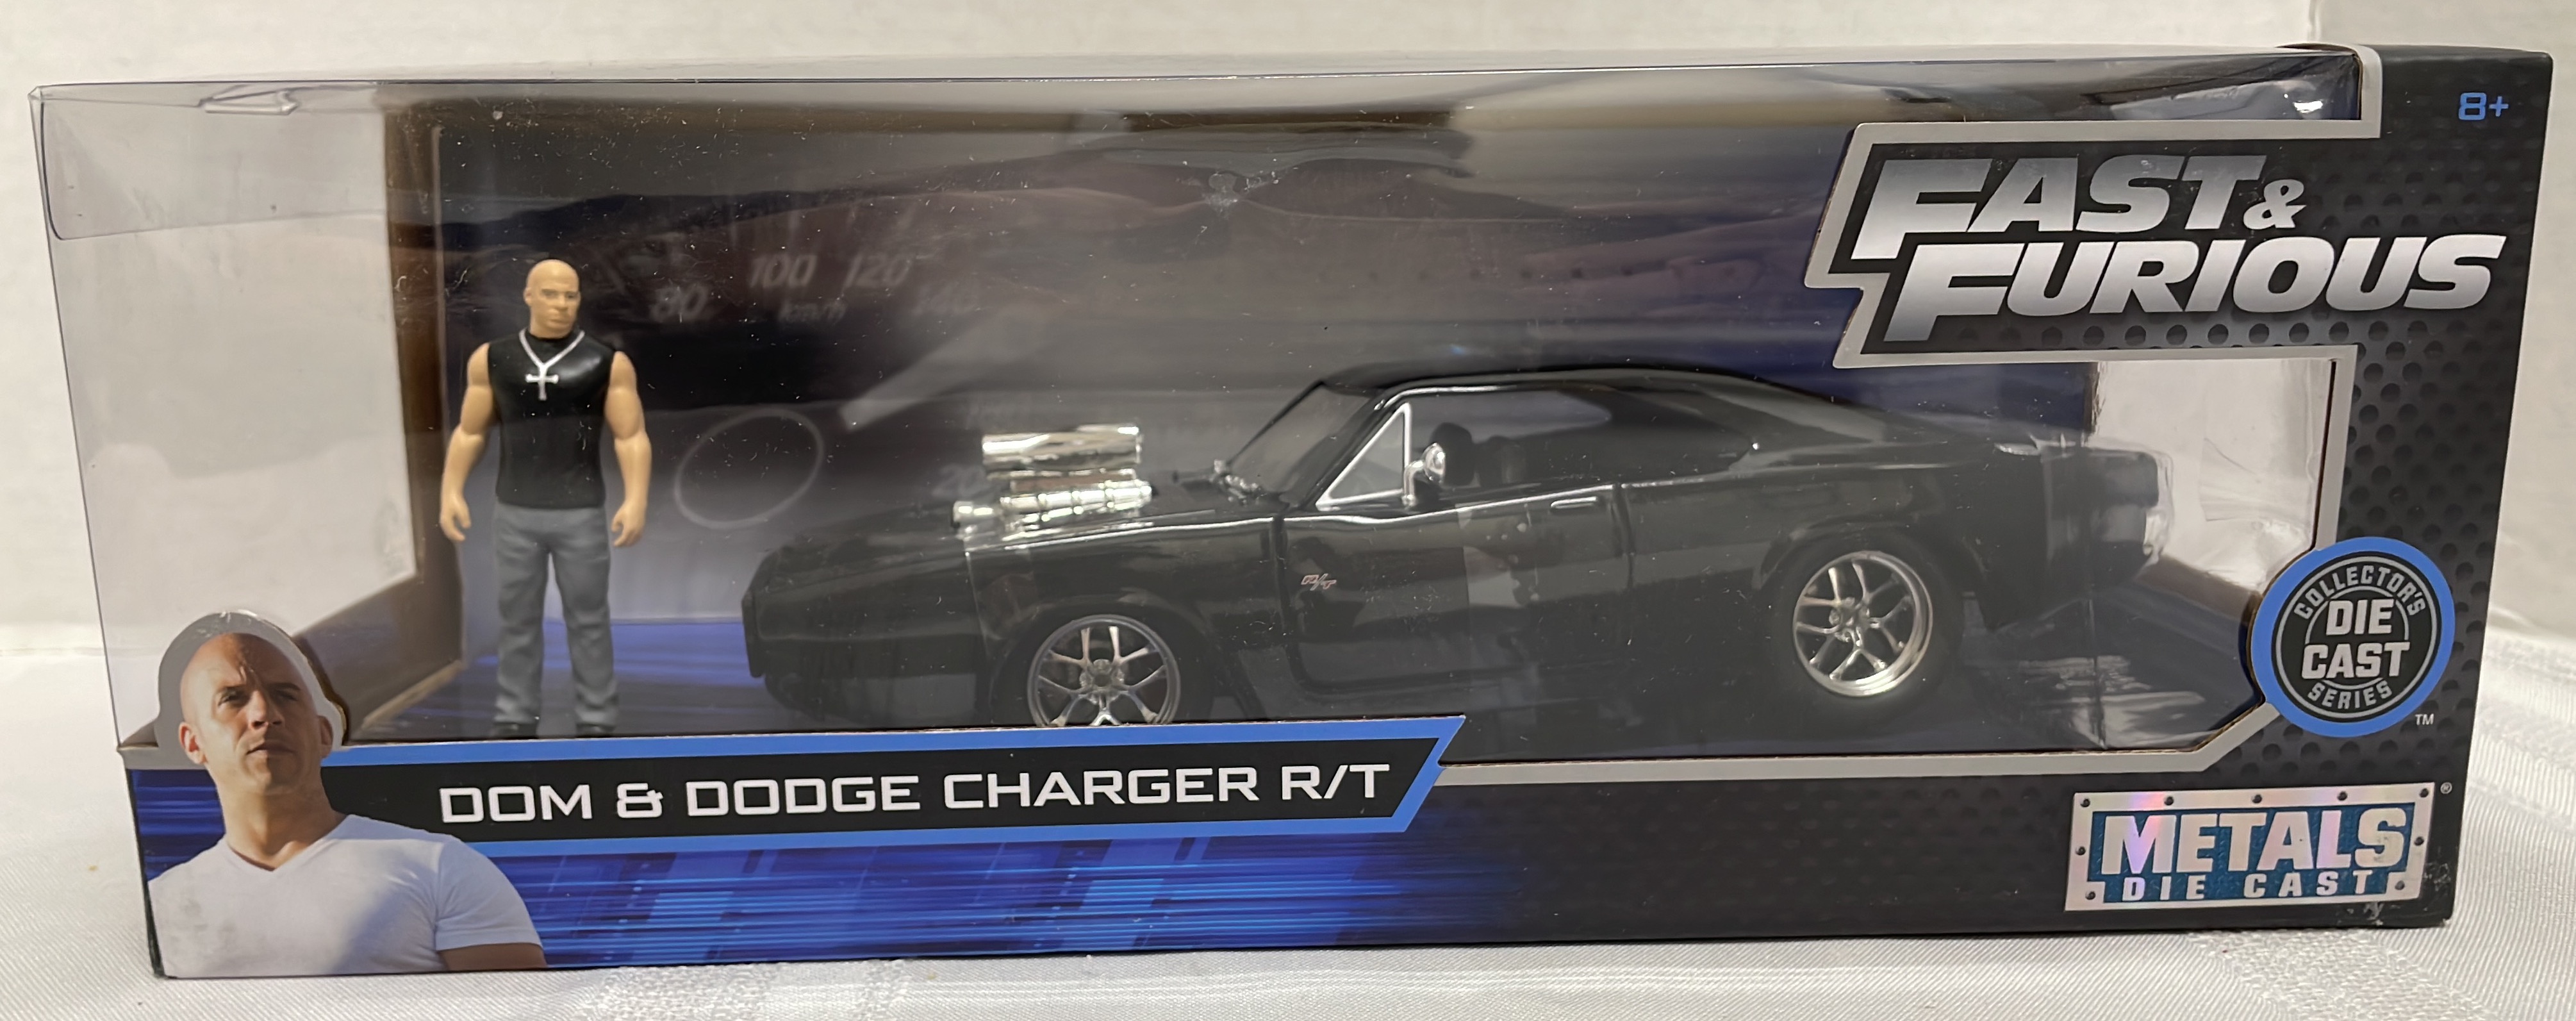 8+
FAST &
FURIOUS
80 100 120 140
km/h
20
R/T
COLLECTOR'S
DIE
CAST
SERIES
TM
DOM & DODGE CHARGER R/T
METALS®
DIE CAST